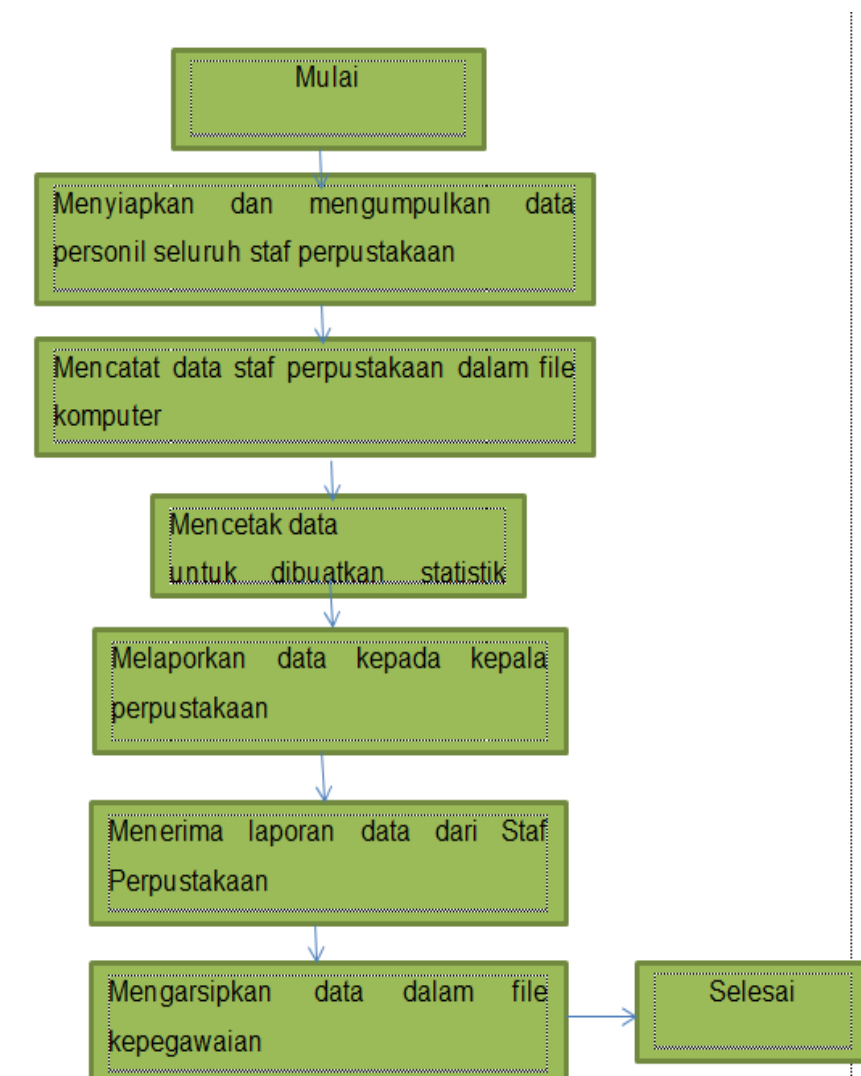 Mulai
Menyiapkan dan mengumpulkan data
personil seluruh staf perpustakaan
Mencatat data staf perpustakaan dalam file
komputer
Mencetak data
untuk dibuatkan statistik
Melaporkan data kepada kepala
perpustakaan
Menerima laporan data dari Staf
Perpustakaan
Mengarsipkan data dalam file
kepegawaian
Selesai